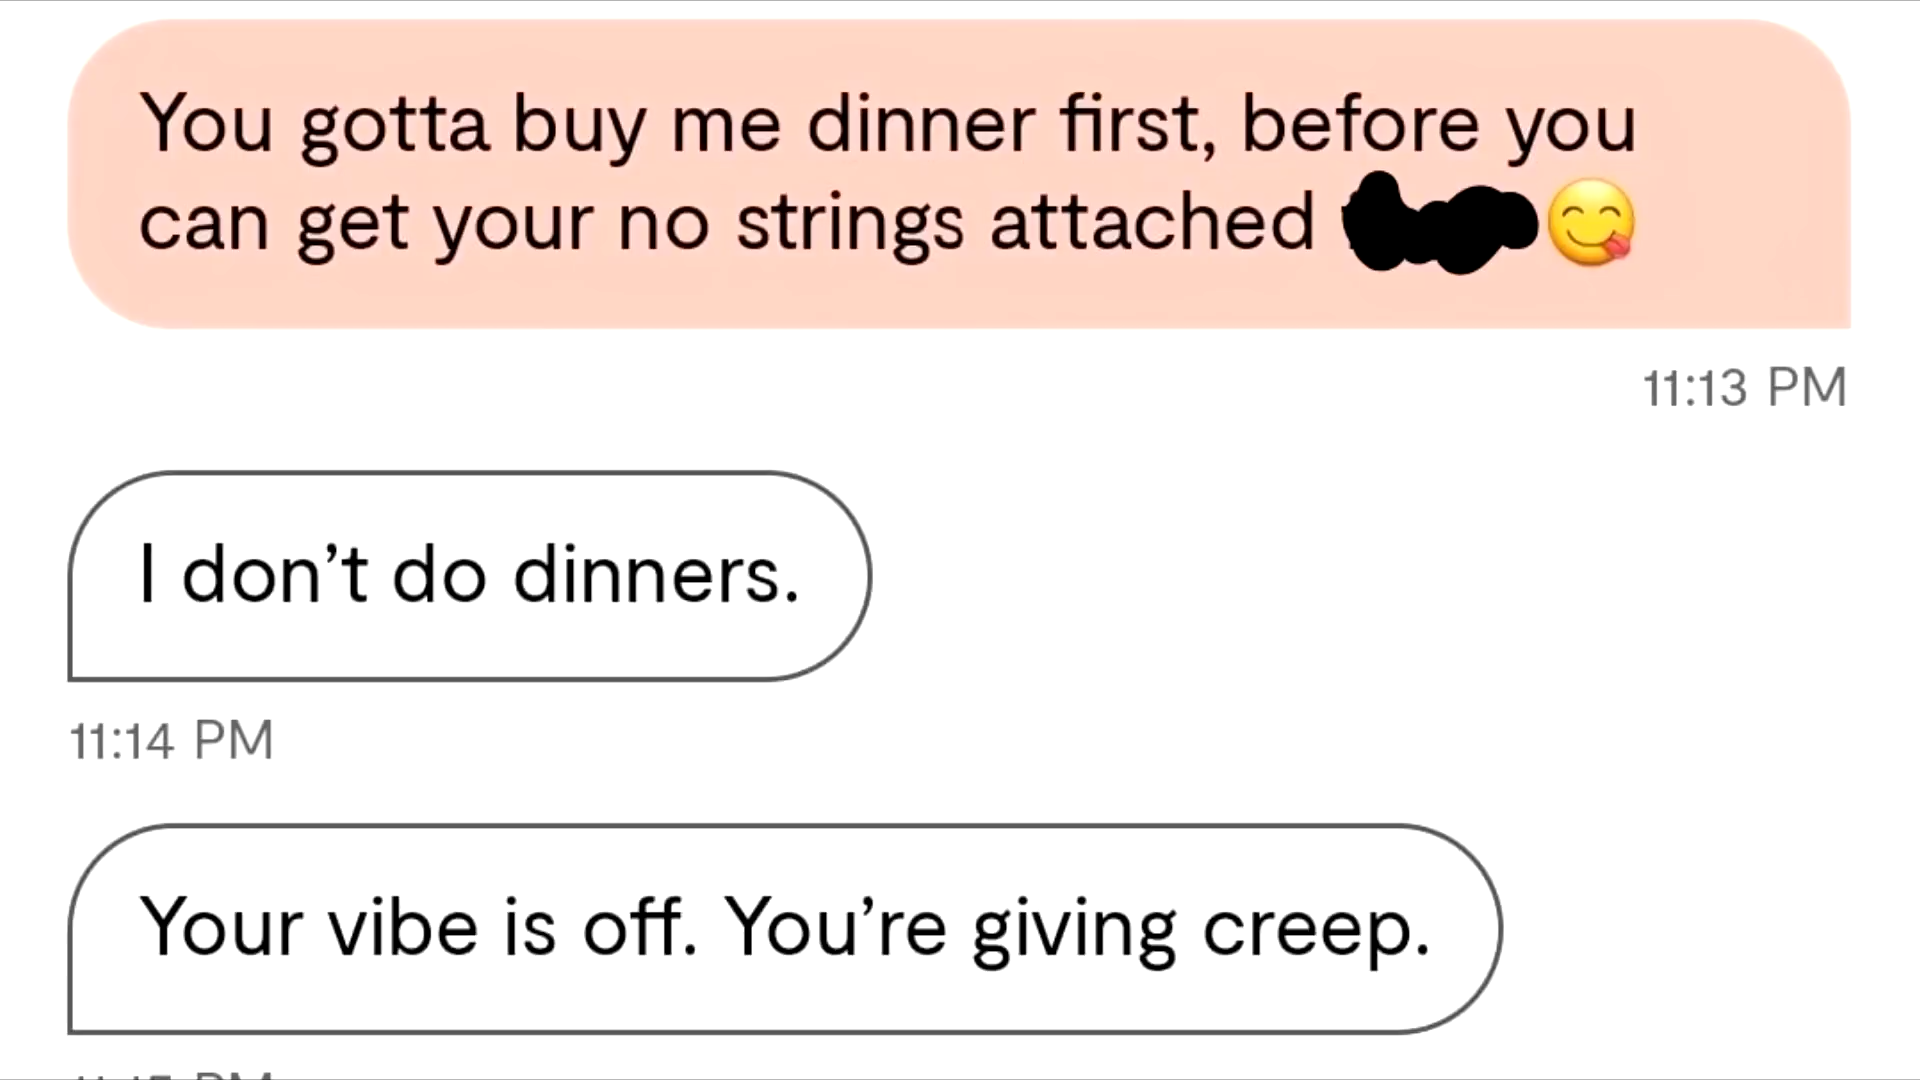 You gotta buy me dinner first, before you
can get your no strings attached 😋
11:13 PM
I don’t do dinners.
11:14 PM
Your vibe is off. You’re giving creep.
PM